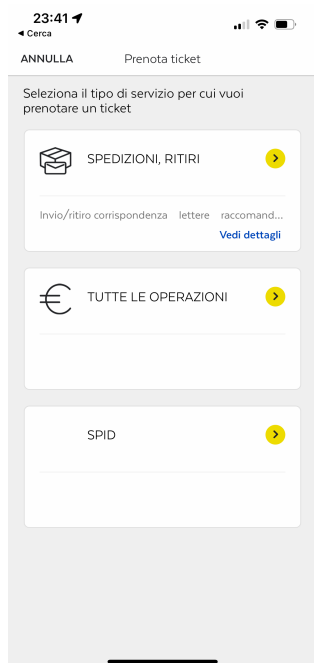 23:41
◀ Cerca
ANNULLA Prenota ticket
Seleziona il tipo di servizio per cui vuoi
prenotare un ticket
SPEDIZIONI, RITIRI
Invio/ritiro corrispondenza lettere raccomand...
Vedi dettagli
TUTTE LE OPERAZIONI
SPID